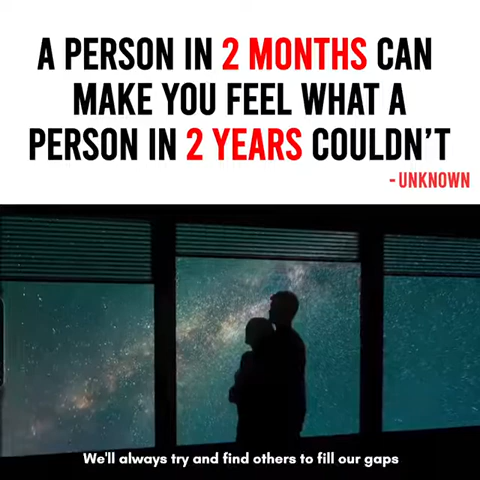 A PERSON IN 2 MONTHS CAN
MAKE YOU FEEL WHAT A
PERSON IN 2 YEARS COULDN'T
- UNKNOWN
We'll always try and find others to fill our gaps